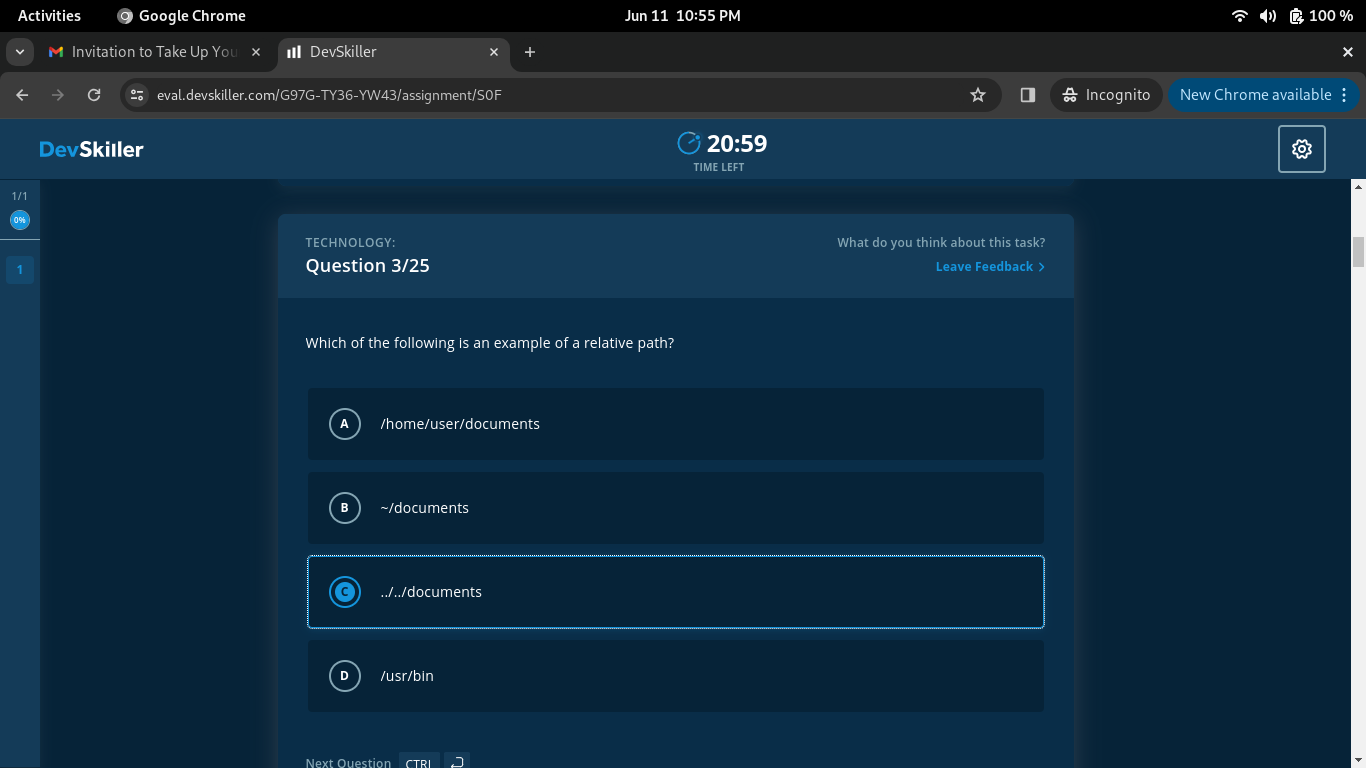 Activities Google Chrome Jun 11 10:55 PM 100 %
Invitation to Take Up You DevSkiller
eval.devskiller.com/G97G-TY36-YW43/assignment/S0F Incognito New Chrome available
DevSkiller 20:59
TIME LEFT
1/1
0%
1
TECHNOLOGY: What do you think about this task?
Question 3/25 Leave Feedback
Which of the following is an example of a relative path?
A /home/user/documents
B ~/documents
C ../../documents
D /usr/bin
Next Question CTRL